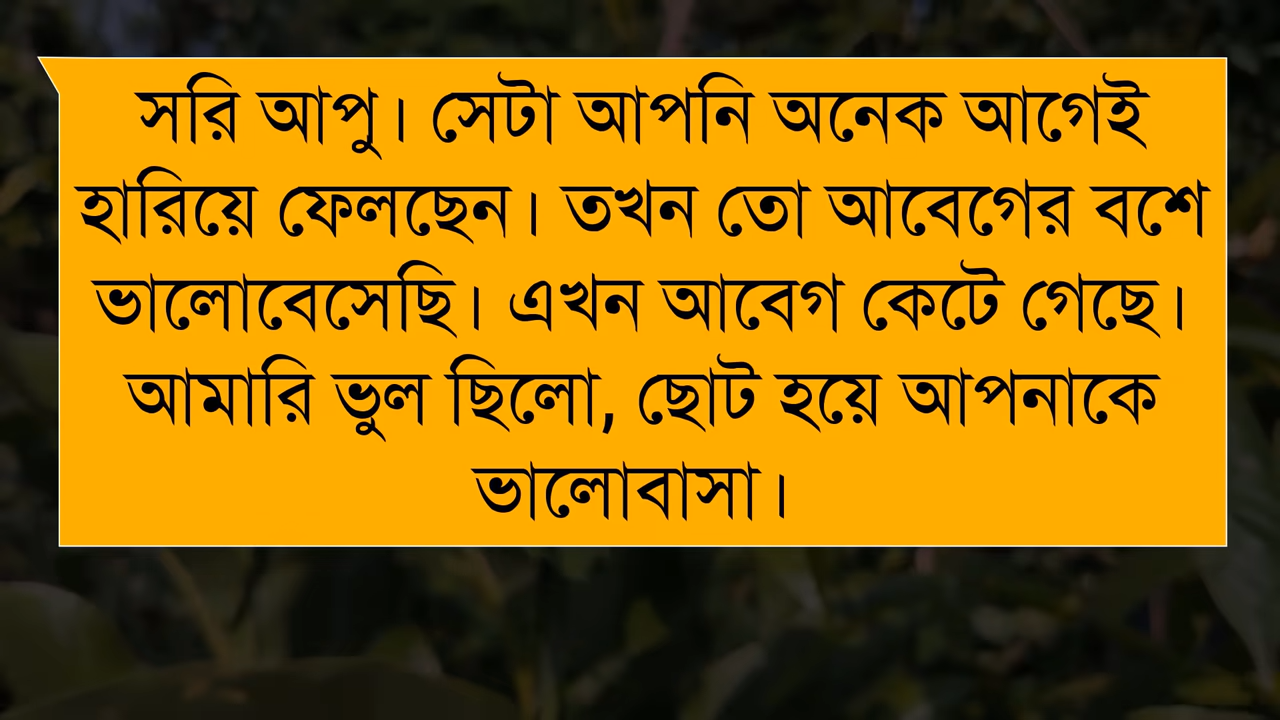 সরি আপু। সেটা আপনি অনেক আগেই
হারিয়ে ফেলছেন। তখন তো আবেগের বশে
ভালোবেসেছি। এখন আবেগ কেটে গেছে।
আমারি ভুল ছিলো, ছোট হয়ে আপনাকে
ভালোবাসা।